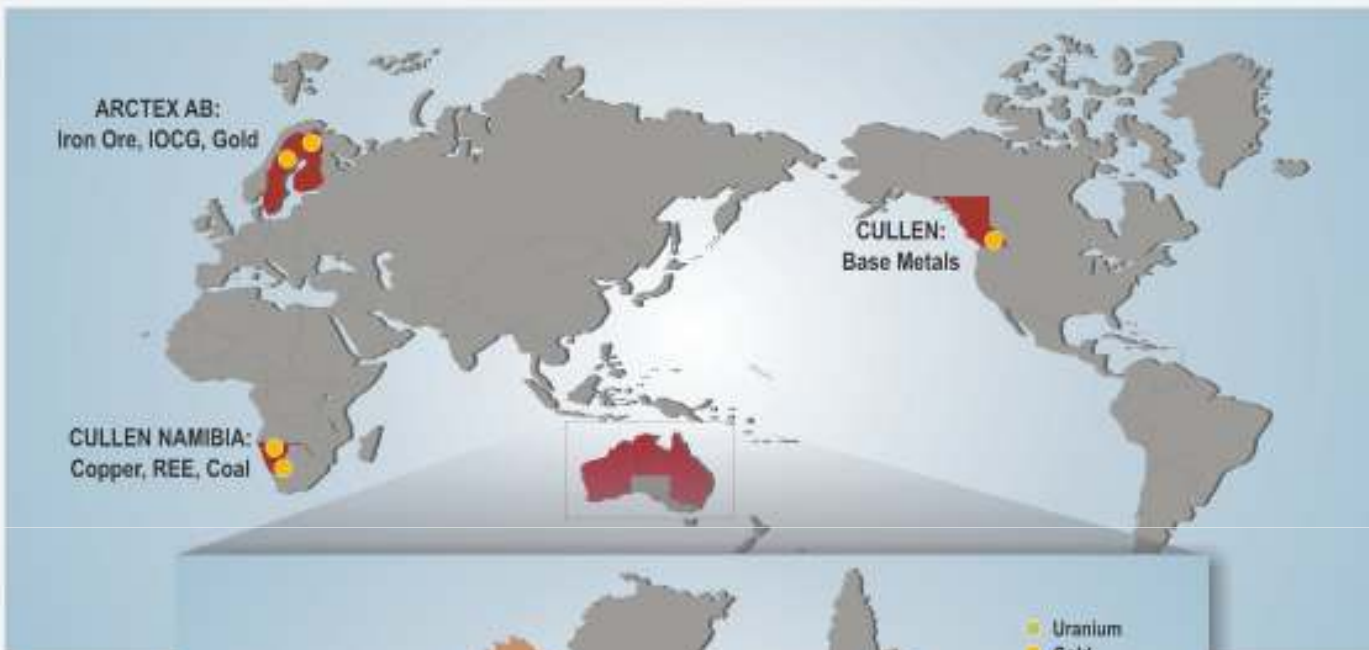 ARCTEX AB:
Iron Ore, IOCG, Gold
CULLEN:
Base Metals
CULLEN NAMIBIA:
Copper, REE, Coal
Uranium